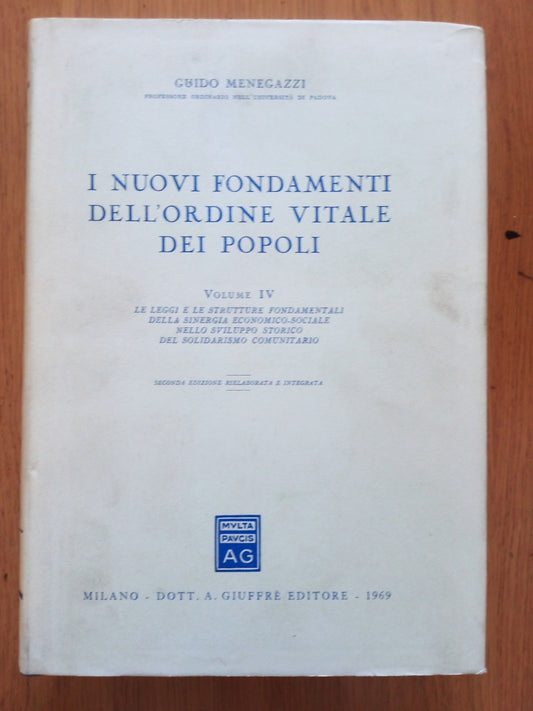 GUIDO MENEGAZZI
PROFESSORE ORDINARIO NELL'UNIVERSITÀ DI PADOVA
I NUOVI FONDAMENTI
DELL'ORDINE VITALE
DEI POPOLI
VOLUME IV
LE LEGGI E LE STRUTTURE FONDAMENTALI
DELLA SINERGIA ECONOMICO-SOCIALE
NELLO SVILUPPO STORICO
DEL SOLIDARISMO COMUNITARIO
SECONDA EDIZIONE RIELABORATA E INTEGRATA
MVLTA
PAVCIS
AG
MILANO - DOTT. A. GIUFFRÈ EDITORE - 1969